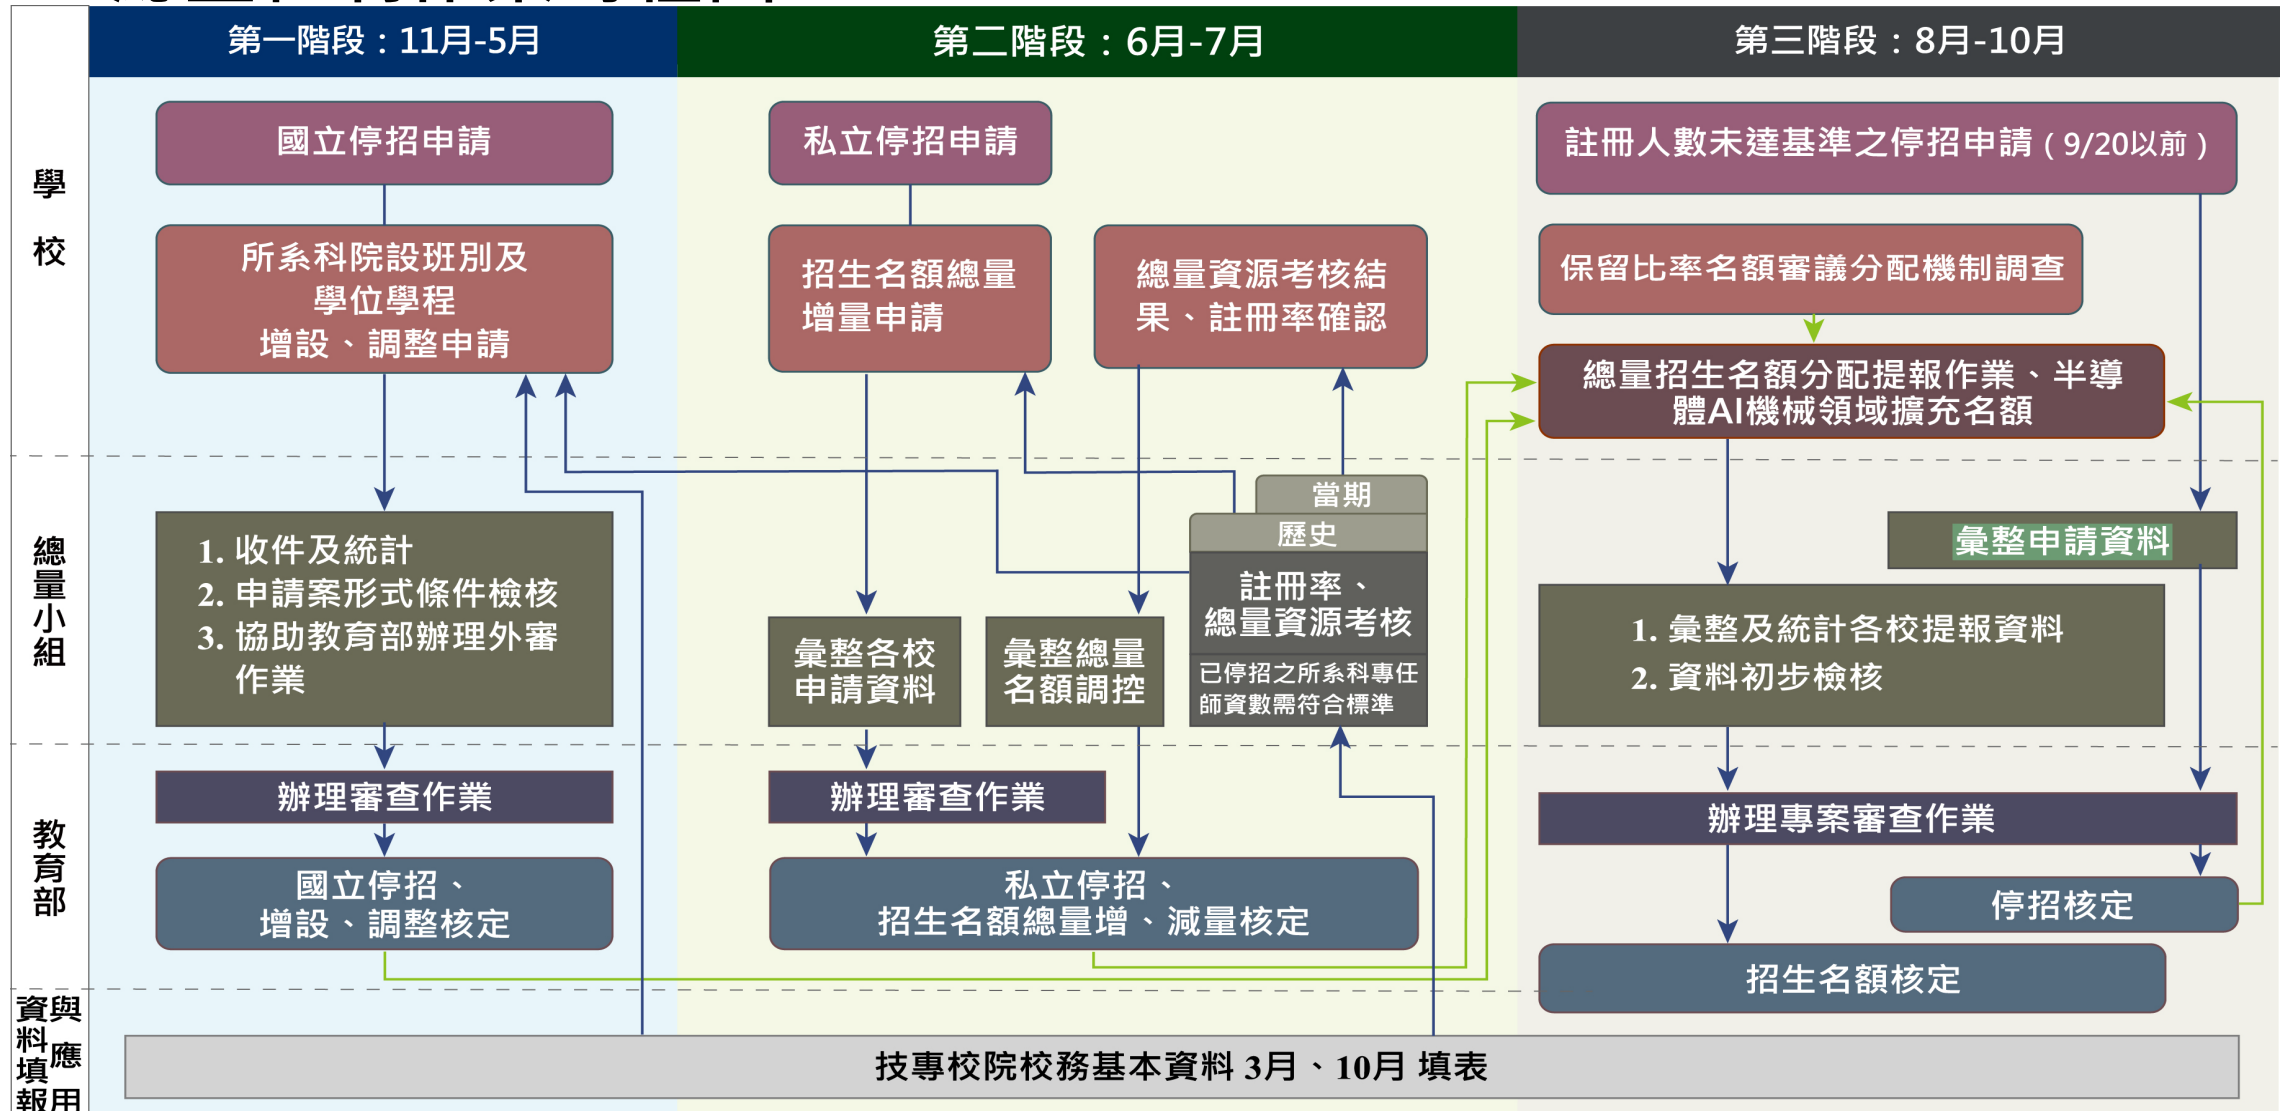 第一階段：11月-5月
第二階段：6月-7月
第三階段：8月-10月
學校
國立停招申請
私立停招申請
註冊人數未達基準之停招申請（9/20以前）
所系科院設班別及
學位學程
增設、調整申請
招生名額總量
增量申請
總量資源考核結
果、註冊率確認
保留比率名額審議分配機制調查
總量招生名額分配提報作業、半導
體AI機械領域擴充名額
總量小組
1. 收件及統計
2. 申請案形式條件檢核
3. 協助教育部辦理外審
作業
彙整各校
申請資料
彙整總量
名額調控
當期
歷史
註冊率、
總量資源考核
已停招之所系科專任
師資數需符合標準
彙整申請資料
1. 彙整及統計各校提報資料
2. 資料初步檢核
教育部
辦理審查作業
辦理審查作業
辦理專案審查作業
國立停招、
增設、調整核定
私立停招、
招生名額總量增、減量核定
停招核定
招生名額核定
資料填報
與應用
技專校院校務基本資料 3月、10月 填表